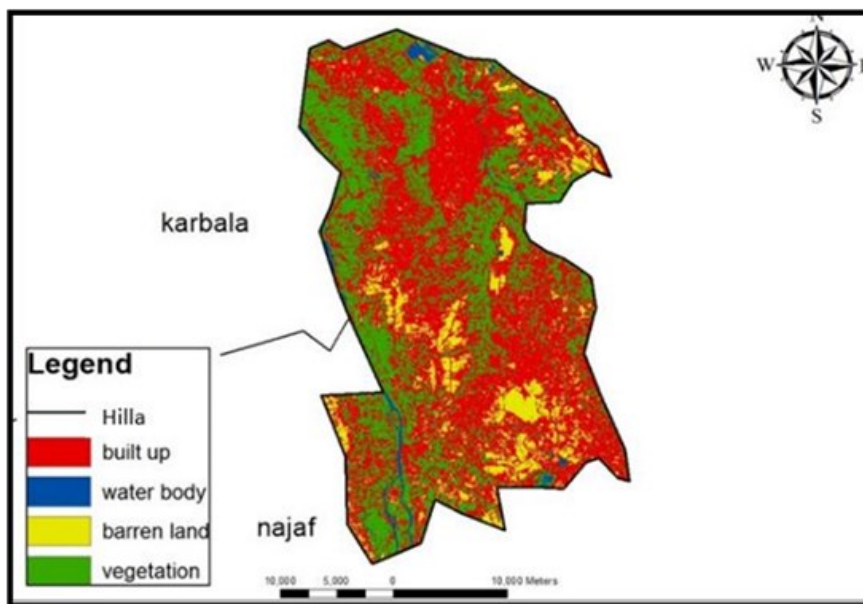 N
W
S
karbala
Legend
Hilla
built up
water body
barren land
vegetation
najaf
10,000 5,000 0 10,000 Meters